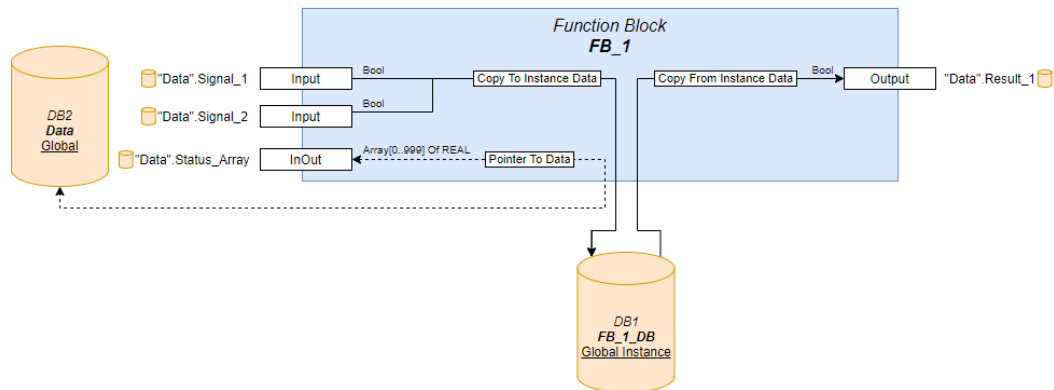 Function Block
FB_1
"Data".Signal_1
Input
Bool
Copy To Instance Data
Copy From Instance Data
Bool
Output
"Data".Result_1
"Data".Signal_2
Input
Bool
DB2
Data
Global
"Data".Status_Array
InOut
Array[0..999] Of REAL
Pointer To Data
DB1
FB_1_DB
Global Instance